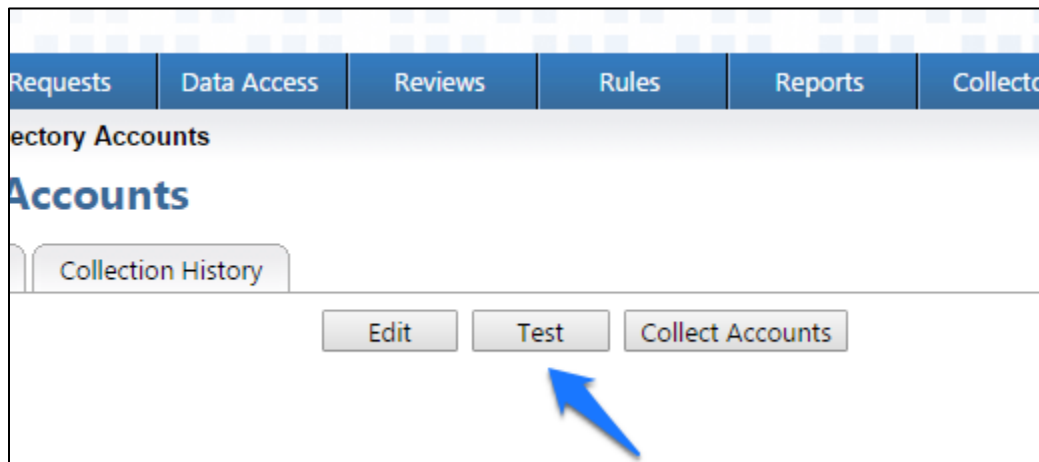 Requests Data Access Reviews Rules Reports Collecto
ectory Accounts
Accounts
Collection History
Edit Test Collect Accounts